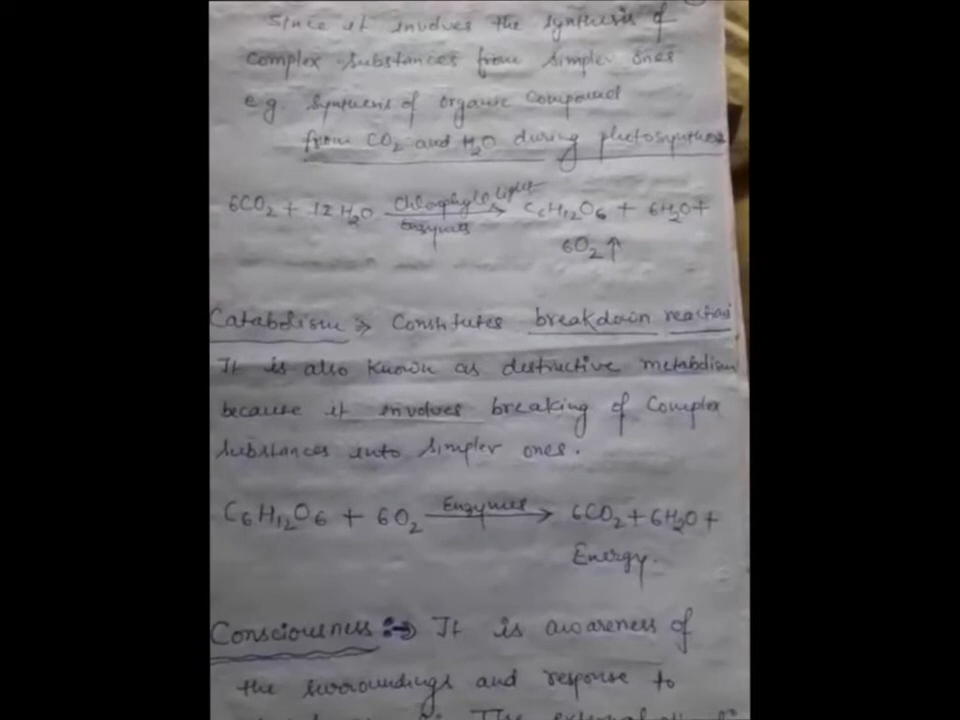 Since it involves the synthesis of
complex substances from simpler ones
e.g. synthesis of organic compound
from CO₂ and H₂O during photosynthes
6CO₂ + 12H₂O Chlorophyll light Enzymes → C₆H₁₂O₆ + 6H₂O +
6O₂ ↑
Catabolism → Constitutes breakdown reaction
It is also known as destructive metabolism
because it involves breaking of complex
substances into simpler ones.
C₆H₁₂O₆ + 6O₂ Enzymes → 6CO₂ + 6H₂O +
Energy.
Consciousness :→ It is awareness of
the surroundings and response to
The external